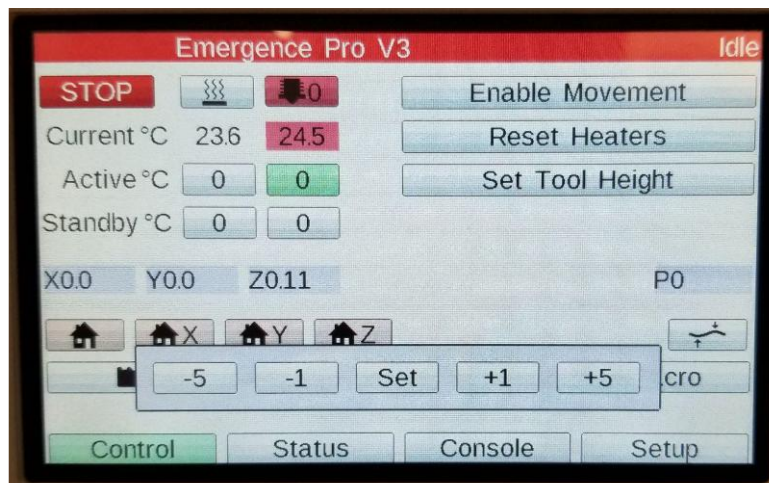 Emergence Pro V3 Idle
STOP 0 Enable Movement
Current °C 23.6 24.5 Reset Heaters
Active °C 0 0 Set Tool Height
Standby °C 0 0
X0.0 Y0.0 Z0.11 P0
X Y Z
-5 -1 Set +1 +5 cro
Control Status Console Setup